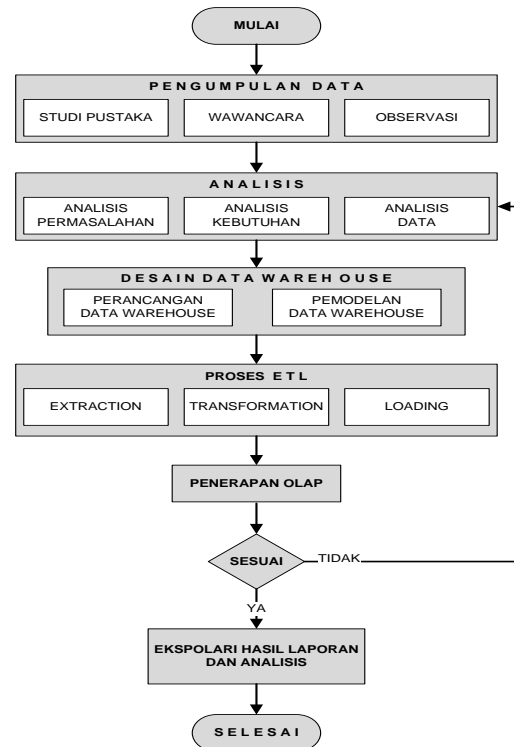 MULAI
PENGUMPULAN DATA
STUDI PUSTAKA
WAWANCARA
OBSERVASI
ANALISIS
ANALISIS
PERMASALAHAN
ANALISIS
KEBUTUHAN
ANALISIS
DATA
DESAIN DATA WAREHOUSE
PERANCANGAN
DATA WAREHOUSE
PEMODELAN
DATA WAREHOUSE
PROSES ETL
EXTRACTION
TRANSFORMATION
LOADING
PENERAPAN OLAP
SESUAI
TIDAK
YA
EKSPOLARI HASIL LAPORAN
DAN ANALISIS
SELESAI